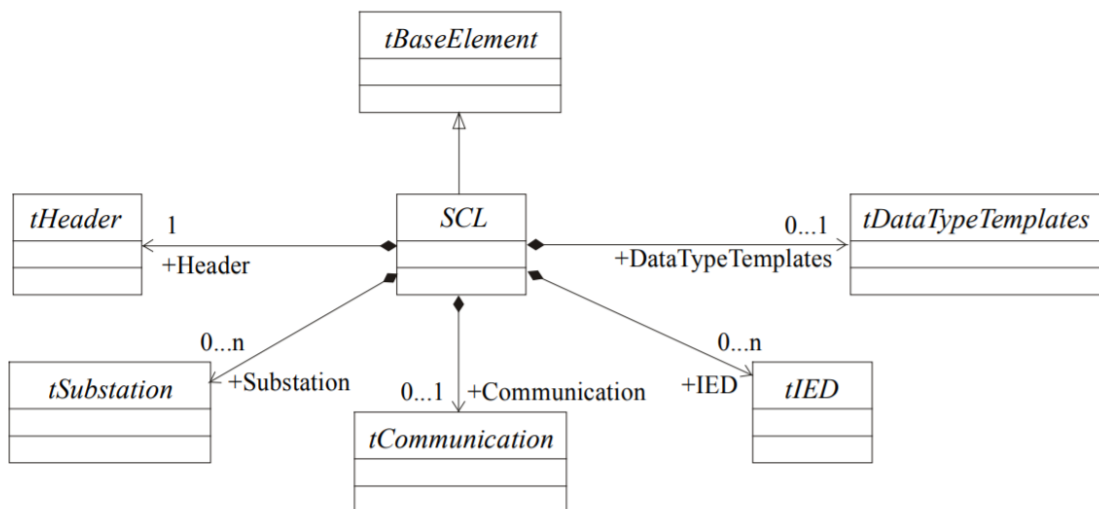 tBaseElement
tHeader
1
+Header
SCL
0...1
+DataTypeTemplates
tDataTypeTemplates
0...n
+Substation
tSubstation
0...1
+Communication
tCommunication
0...n
+IED
tIED